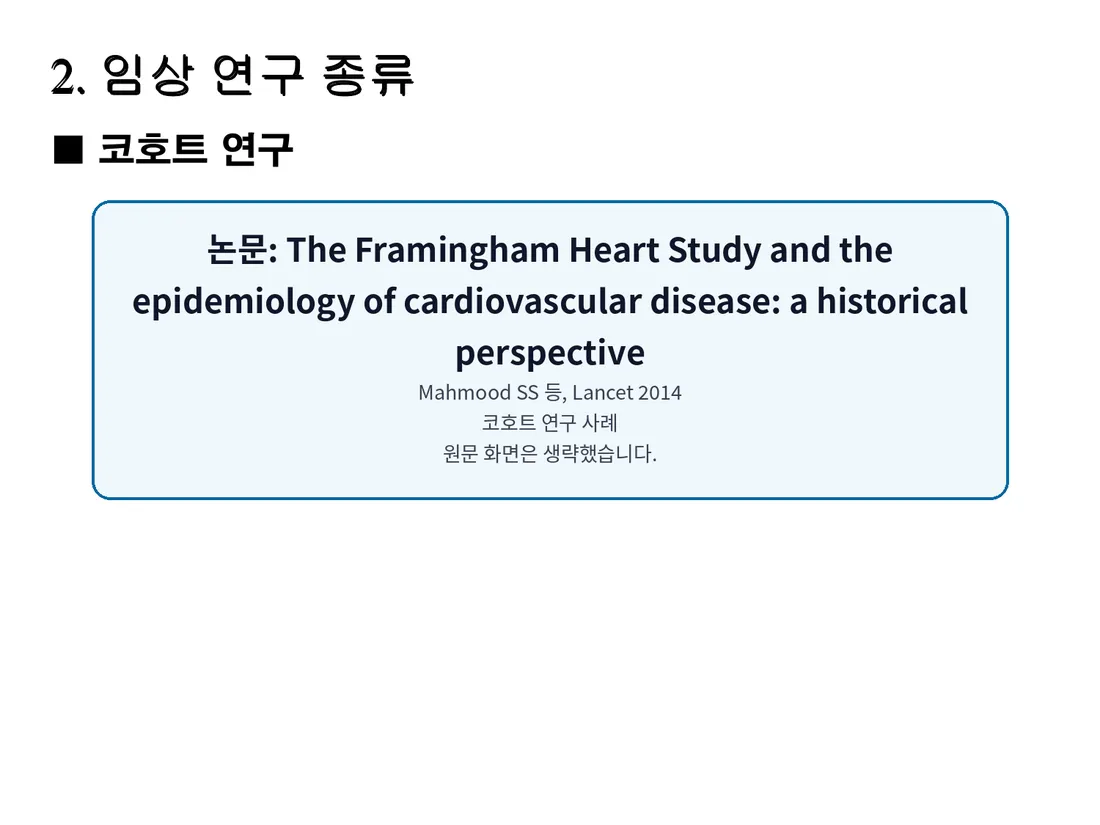 2. 임상 연구 종류
■ 코호트 연구
논문: The Framingham Heart Study and the
epidemiology of cardiovascular disease: a historical
perspective
Mahmood SS 등, Lancet 2014
코호트 연구 사례
원문 화면은 생략했습니다.